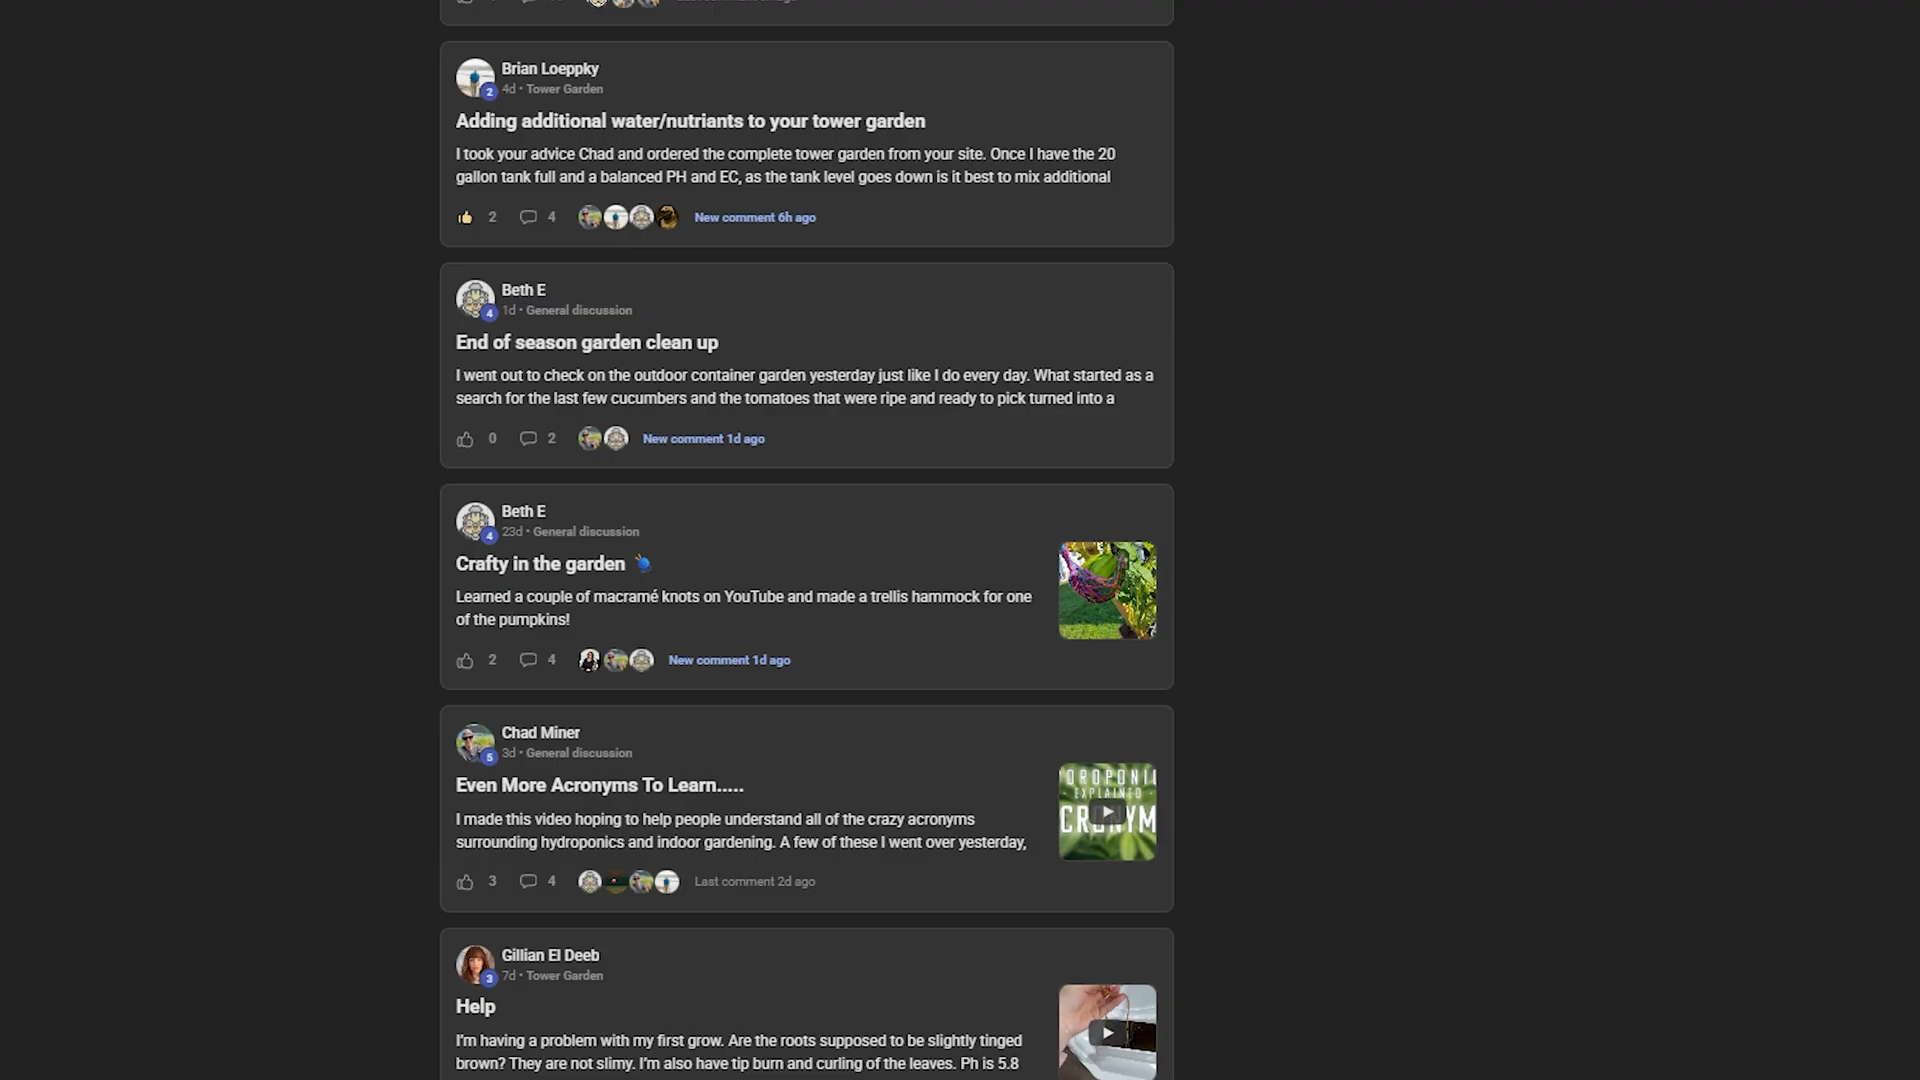 Brian Loeppky
2
4d • Tower Garden
Adding additional water/nutriants to your tower garden
I took your advice Chad and ordered the complete tower garden from your site. Once I have the 20
gallon tank full and a balanced PH and EC, as the tank level goes down is it best to mix additional
2 4 New comment 6h ago
Beth E
4
1d • General discussion
End of season garden clean up
I went out to check on the outdoor container garden yesterday just like I do every day. What started as a
search for the last few cucumbers and the tomatoes that were ripe and ready to pick turned into a
0 2 New comment 1d ago
Beth E
4
23d • General discussion
Crafty in the garden
Learned a couple of macramé knots on YouTube and made a trellis hammock for one
of the pumpkins!
2 4 New comment 1d ago
Chad Miner
5
3d • General discussion
Even More Acronyms To Learn.....
I made this video hoping to help people understand all of the crazy acronyms
surrounding hydroponics and indoor gardening. A few of these I went over yesterday,
OROPONI
EXPLAINED
CRONYM
3 4 Last comment 2d ago
Gillian El Deeb
3
7d • Tower Garden
Help
I'm having a problem with my first grow. Are the roots supposed to be slightly tinged
brown? They are not slimy. I'm also have tip burn and curling of the leaves. Ph is 5.8